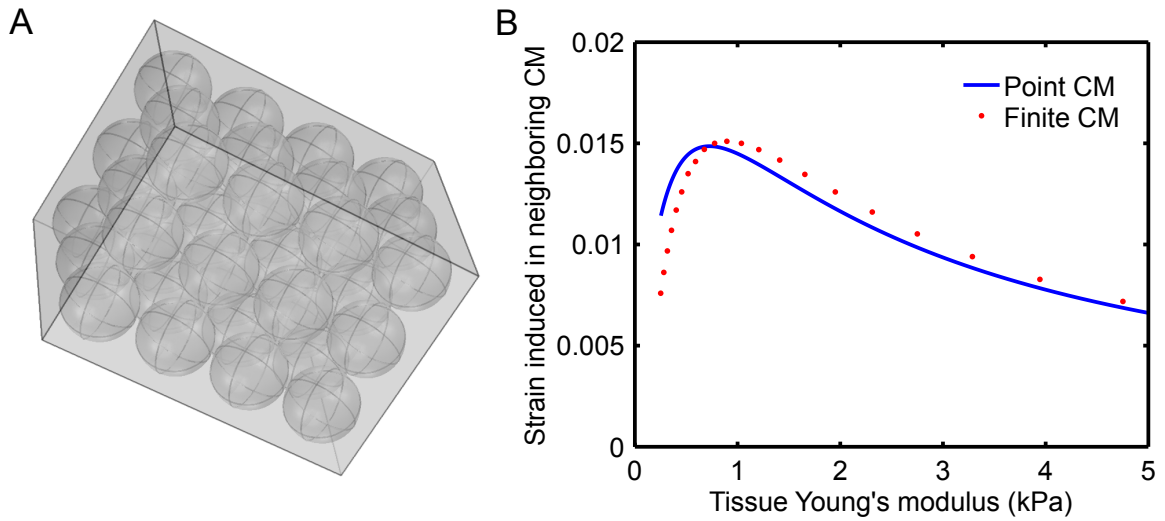 A
B
Strain induced in neighboring CM
0.02
0.015
0.01
0.005
0
Point CM
Finite CM
0 1 2 3 4 5
Tissue Young's modulus (kPa)